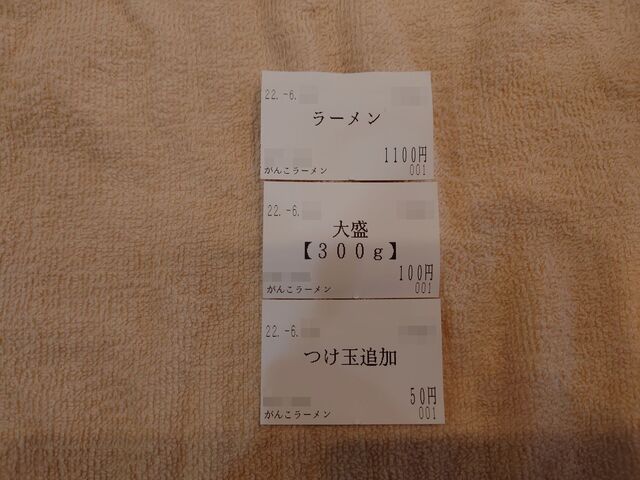 22.-6.
ラーメン
1100円
がんこラーメン
001
22.-6.
大盛
【300g】
100円
がんこラーメン
001
22.-6.
つけ玉追加
50円
がんこラーメン
001